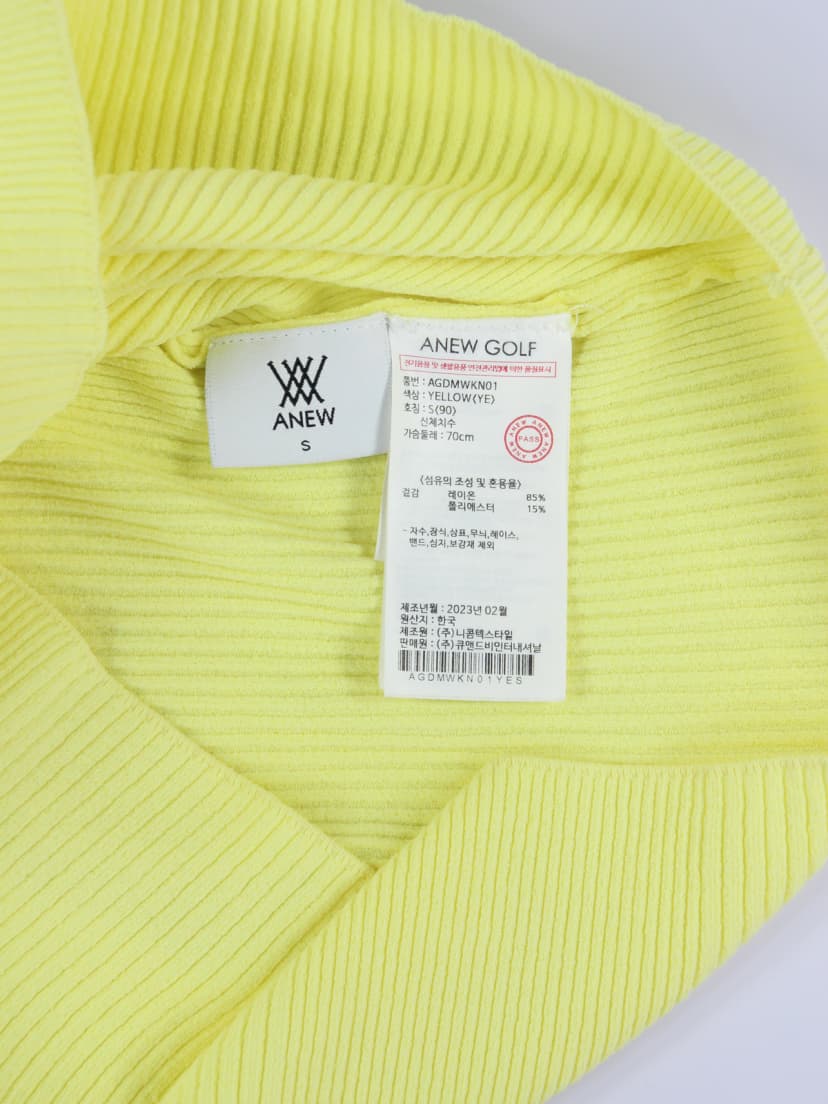 ANEW
S
ANEW GOLF
전기용품 및 생활용품 안전관리법에 의한 품질표시
품번 : AGDMWKN01
색상 : YELLOW(YE)
호칭 : S(90)
신체치수
가슴둘레 : 70cm
ANEW ANEW ANEW ANEW
PASS
(섬유의 조성 및 혼용율)
겉감 레이온 85%
폴리에스터 15%
- 자수,장식,상표,무늬,레이스,
밴드,심지,보강재 제외
제조년월 : 2023년 02월
원산지 : 한국
제조원 : (주)니콤텍스타일
판매원 : (주)큐앤드비인터내셔날
AGDMWKN01YES